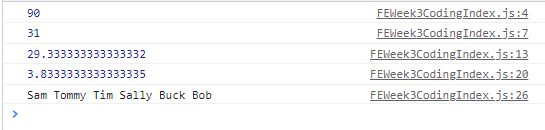 90 FEWeek3CodingIndex.js:4
31 FEWeek3CodingIndex.js:7
29.333333333333332 FEWeek3CodingIndex.js:13
3.8333333333333335 FEWeek3CodingIndex.js:20
Sam Tommy Tim Sally Buck Bob FEWeek3CodingIndex.js:26
>